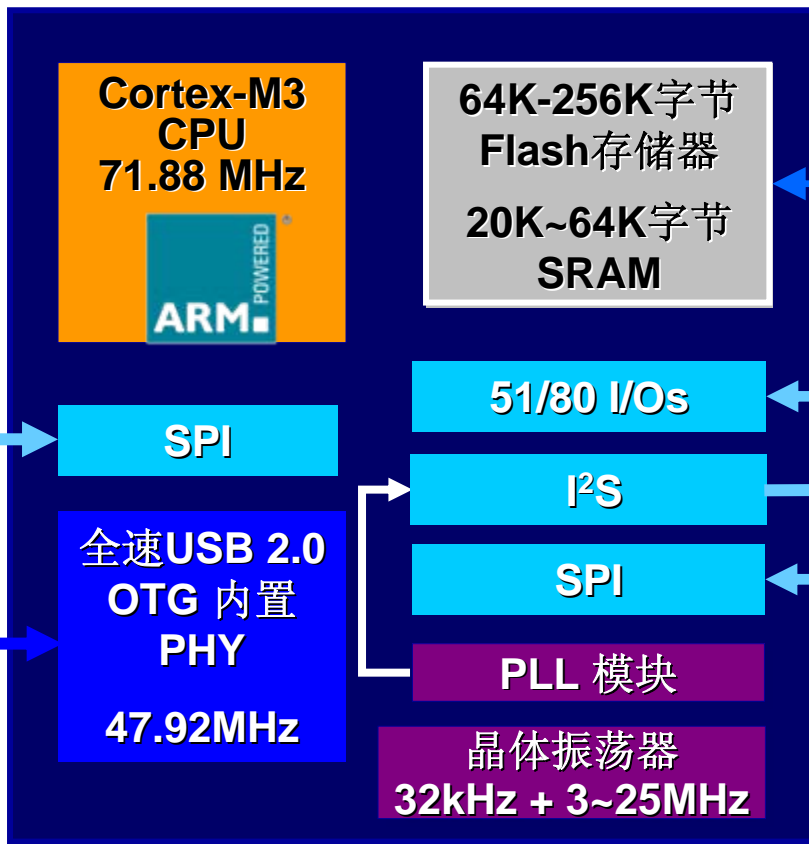 Cortex-M3
CPU
71.88 MHz
ARM
POWERED
®
64K-256K字节
Flash存储器
20K~64K字节
SRAM
SPI
51/80 I/Os
I²S
SPI
全速USB 2.0
OTG 内置
PHY
47.92MHz
PLL 模块
晶体振荡器
32kHz + 3~25MHz